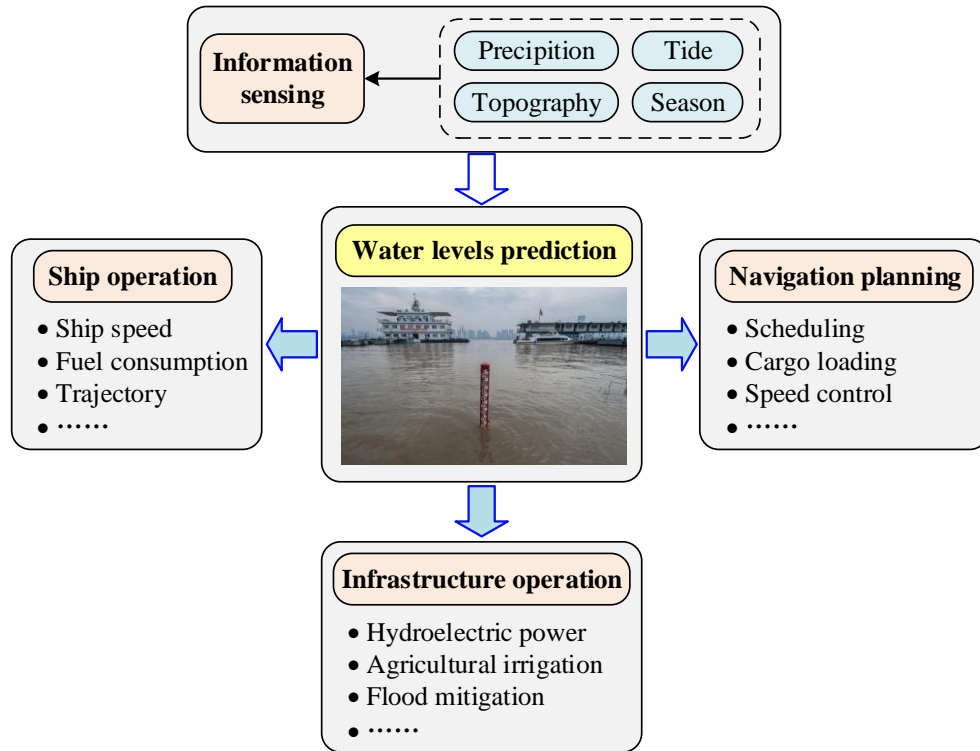 Information
sensing
Precipition
Tide
Topography
Season
Water levels prediction
Ship operation
• Ship speed
• Fuel consumption
• Trajectory
• ······
Navigation planning
• Scheduling
• Cargo loading
• Speed control
• ······
Infrastructure operation
• Hydroelectric power
• Agricultural irrigation
• Flood mitigation
• ······